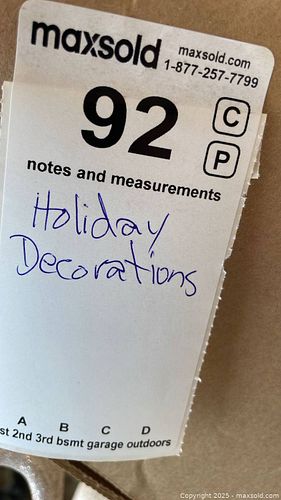 maxsold
maxsold.com
1-877-257-7799
92
C
P
notes and measurements
Holiday
Decorations
A B C D
st 2nd 3rd bsmt garage outdoors
Copyright 2025 - maxsold.com